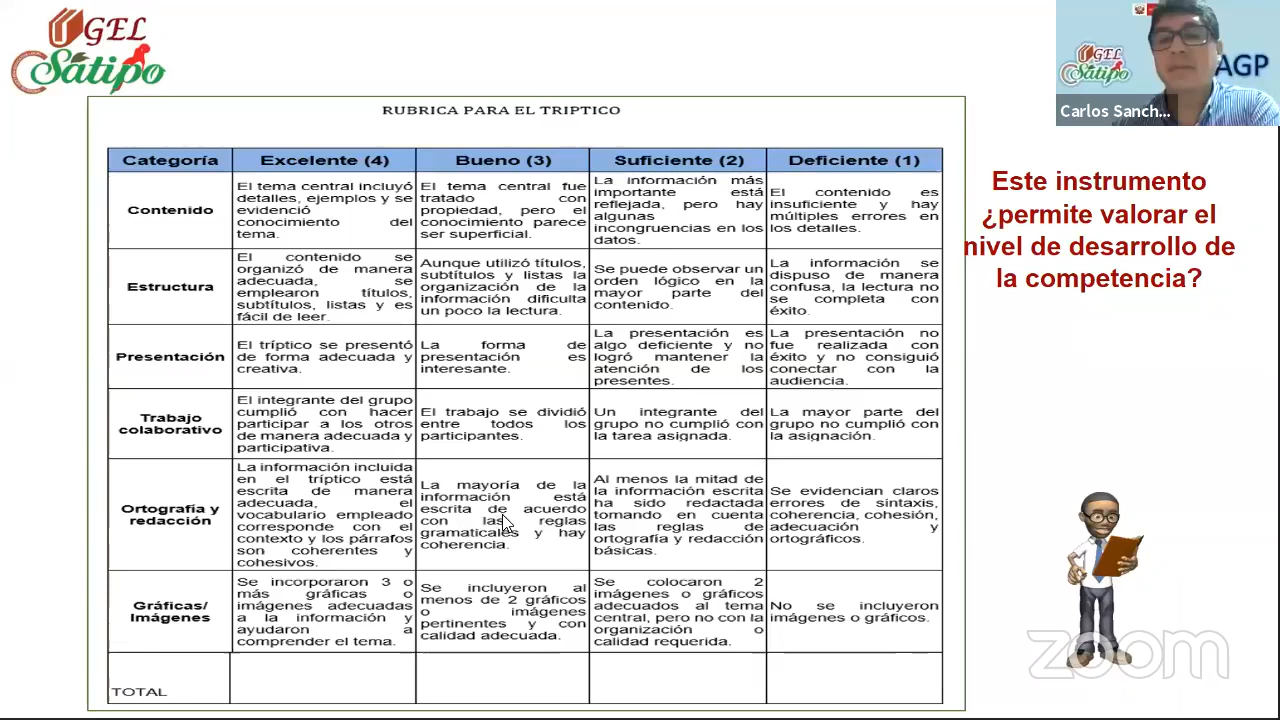 UGEL
Satipo
UGEL
Satipo
AGP
Carlos Sanch...
RUBRICA PARA EL TRIPTICO
Categoría
Excelente (4)
Bueno (3)
Suficiente (2)
Deficiente (1)
Contenido
El tema central incluyó
detalles, ejemplos y se
evidenció el
conocimiento del
tema.
El tema central fue
tratado con
propiedad, pero el
conocimiento parece
ser superficial.
La información más
importante está
reflejada, pero hay
algunas
incongruencias en los
datos.
El contenido es
insuficiente y hay
múltiples errores en
los detalles.
Estructura
El contenido se
organizó de manera
adecuada, se
emplearon títulos,
subtítulos, listas y es
fácil de leer.
Aunque utilizó títulos,
subtítulos y listas la
organización de la
información dificulta
un poco la lectura.
Se puede observar un
orden lógico en la
mayor parte del
contenido.
La información se
dispuso de manera
confusa, la lectura no
se completa con
éxito.
Presentación
El tríptico se presentó
de forma adecuada y
creativa.
La forma de
presentación es
interesante.
La presentación es
algo deficiente y no
logró mantener la
atención de los
presentes.
La presentación no
fue realizada con
éxito y no consiguió
conectar con la
audiencia.
Trabajo
colaborativo
El integrante del grupo
cumplió con hacer
participar a los otros
de manera adecuada y
participativa.
El trabajo se dividió
entre todos los
participantes.
Un integrante del
grupo no cumplió con
la tarea asignada.
La mayor parte del
grupo no cumplió con
la asignación.
Ortografía y
redacción
La información incluida
en el tríptico está
escrita de manera
adecuada, el
vocabulario empleado
corresponde con el
contexto y los párrafos
son coherentes y
cohesivos.
La mayoría de la
información está
escrita de acuerdo
con las reglas
gramaticales y hay
coherencia.
Al menos la mitad de
la información escrita
ha sido redactada
tomando en cuenta
las reglas de
ortografía y redacción
básicas.
Se evidencian claros
errores de sintaxis,
coherencia, cohesión,
adecuación y
ortográficos.
Gráficas/
Imágenes
Se incorporaron 3 o
más gráficas o
imágenes adecuadas
a la información y
ayudaron a
comprender el tema.
Se incluyeron al
menos de 2 gráficos
o imágenes
pertinentes y con
calidad adecuada.
Se colocaron 2
imágenes o gráficos
adecuados al tema
central, pero no con la
organización o
calidad requerida.
No se incluyeron
imágenes o gráficos.
TOTAL
Este instrumento
¿permite valorar el
nivel de desarrollo de
la competencia?
zoom